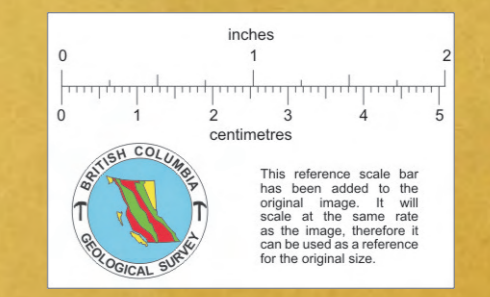 inches
0 1 2
0 1 2 3 4 5
centimetres
BRITISH COLUMBIA
GEOLOGICAL SURVEY
This reference scale bar
has been added to the
original image. It will
scale at the same rate
as the image, therefore it
can be used as a reference
for the original size.